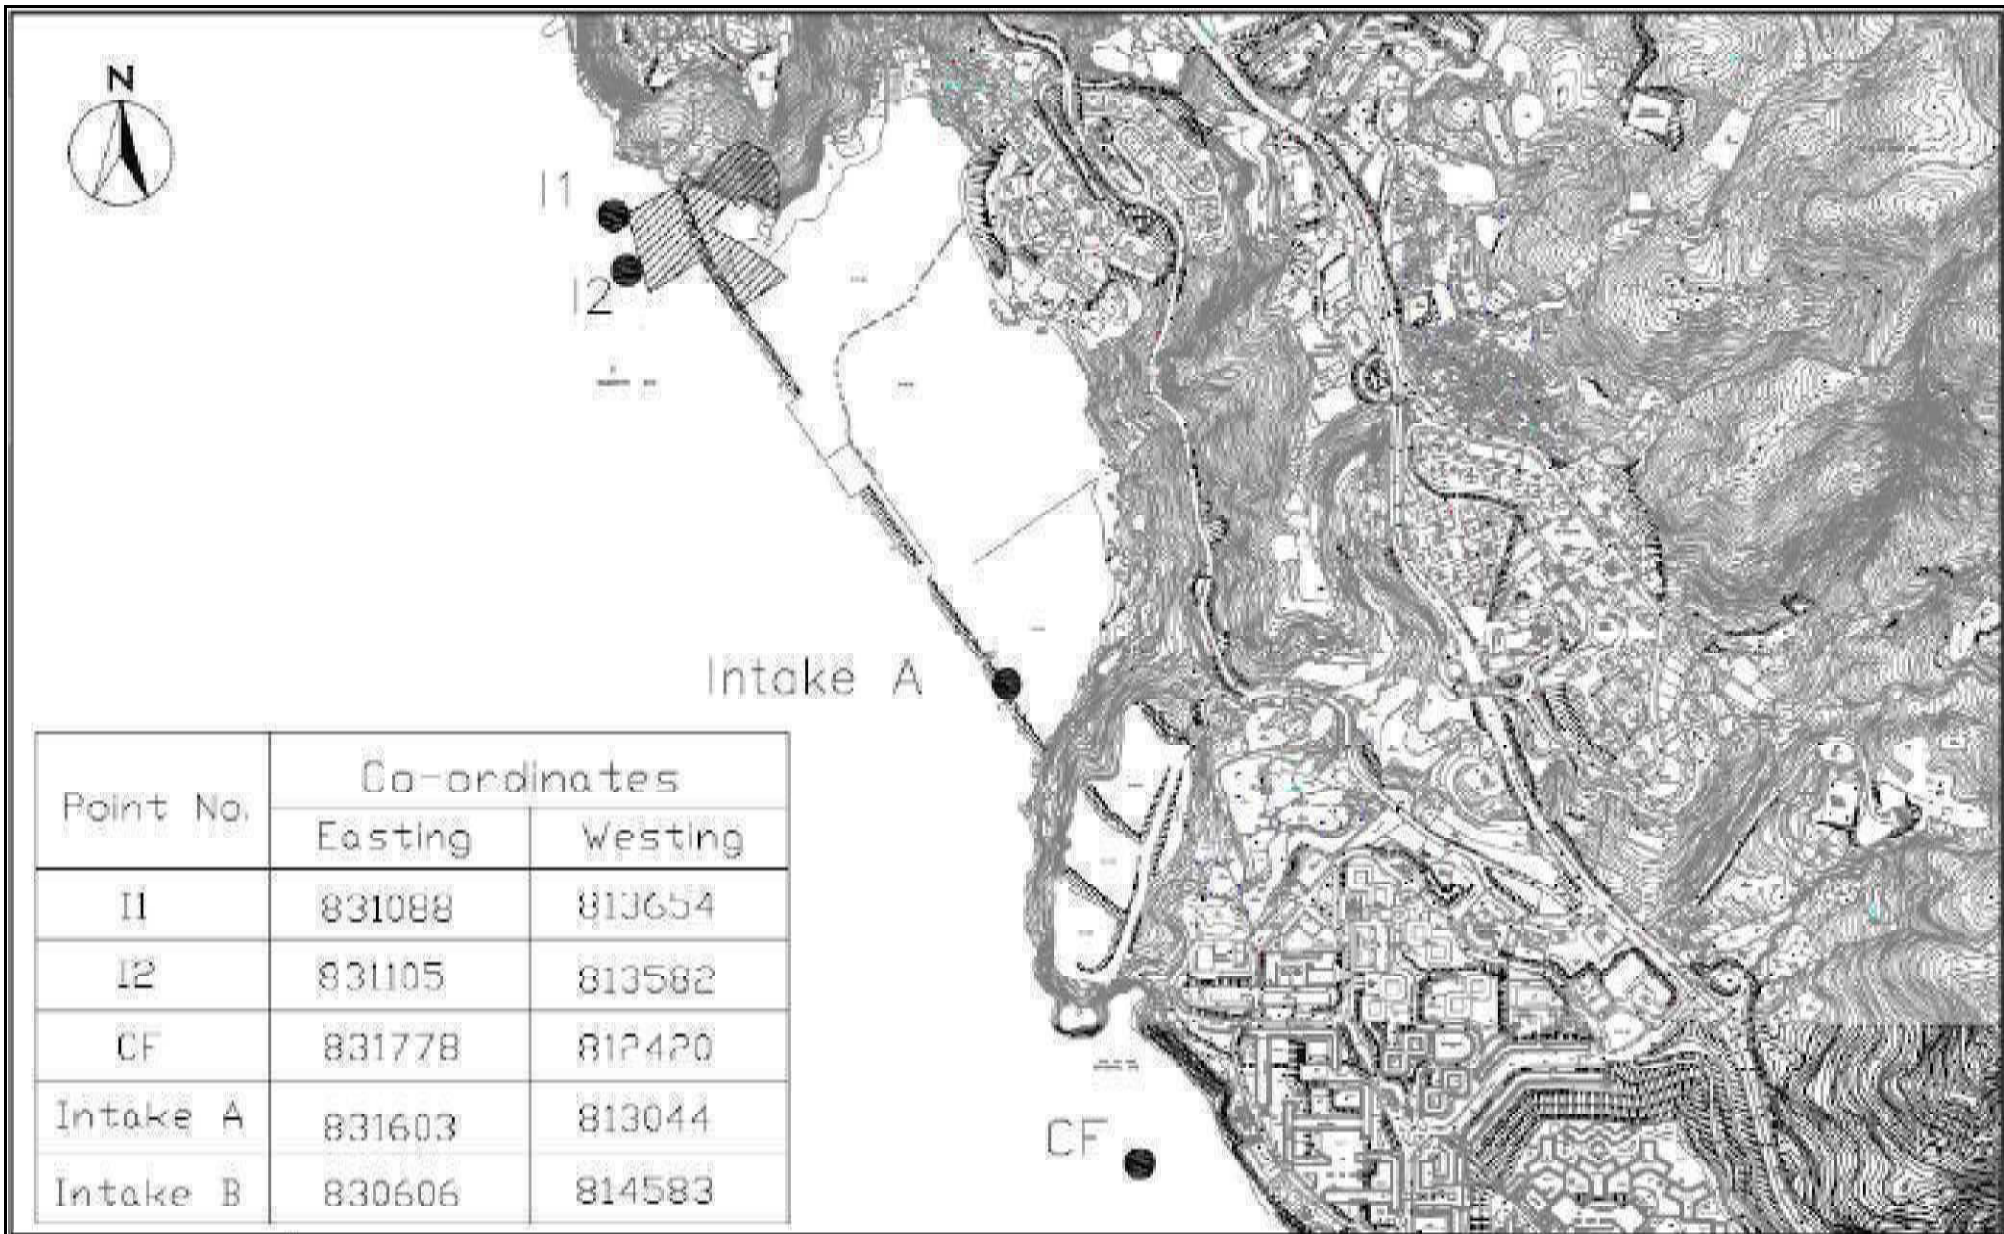 N
I1
I2
Intake A
CF
Point No. Co-ordinates
Easting Westing
I1 831088 813654
I2 831105 813582
CF 831778 812420
Intake A 831603 813044
Intake B 830606 814583